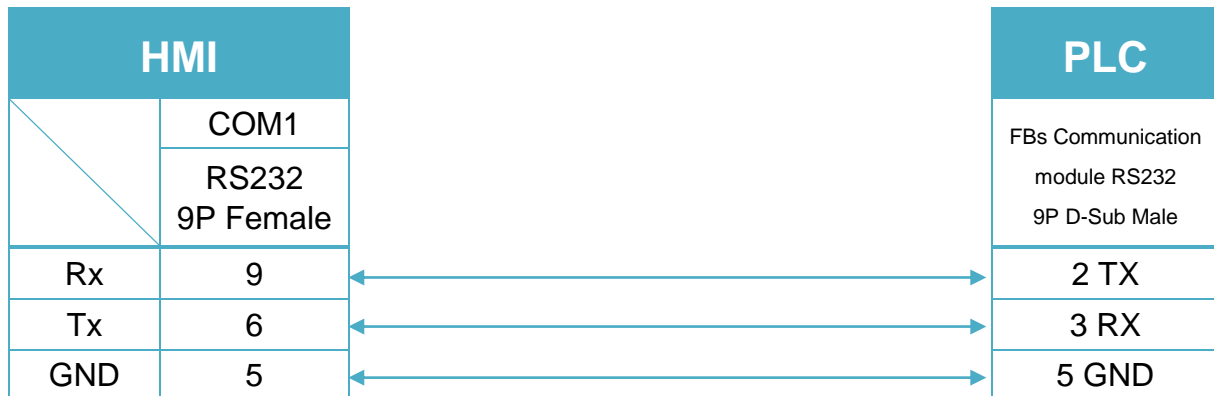 HMI
PLC
COM1
RS232
9P Female
FBs Communication
module RS232
9P D-Sub Male
Rx 9 2 TX
Tx 6 3 RX
GND 5 5 GND